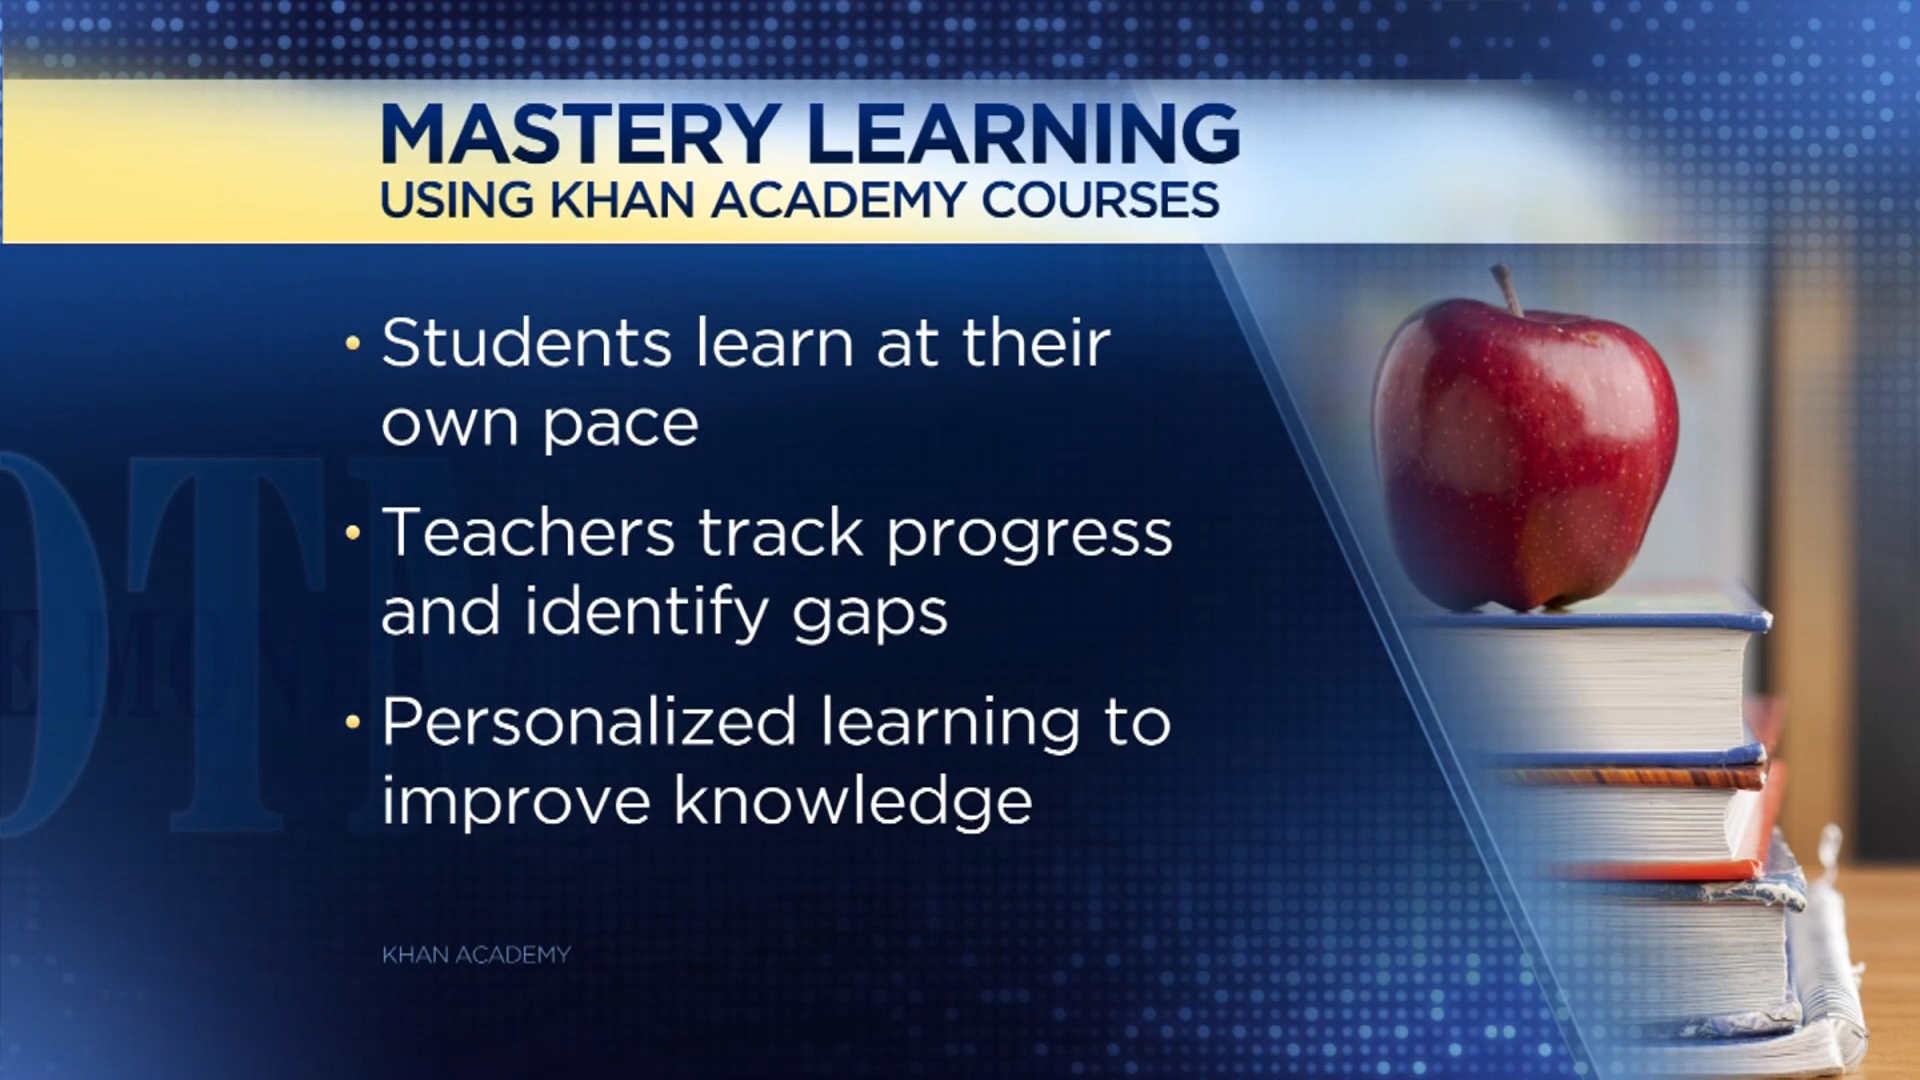 MASTERY LEARNING
USING KHAN ACADEMY COURSES
• Students learn at their
own pace
• Teachers track progress
and identify gaps
• Personalized learning to
improve knowledge
KHAN ACADEMY